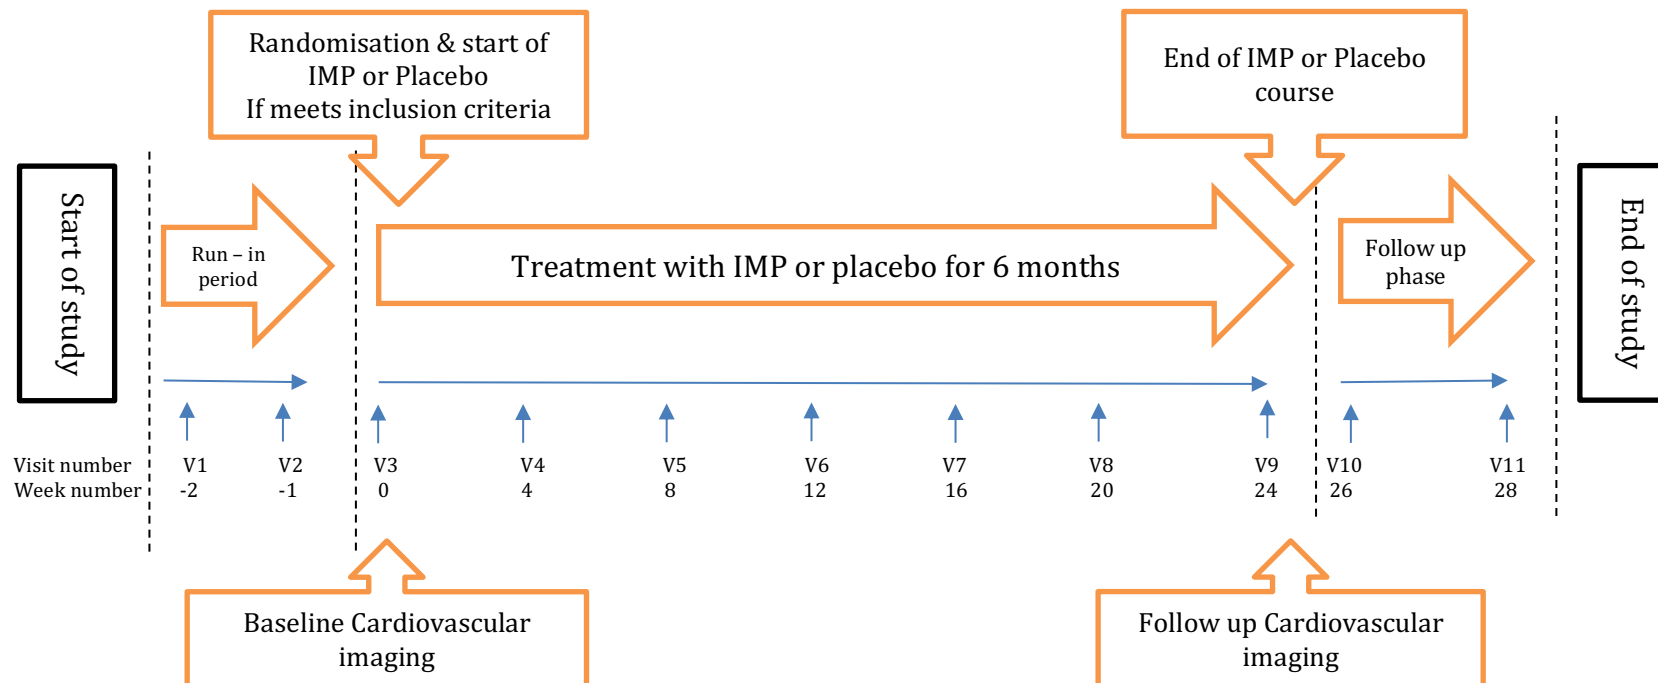 Randomisation & start of
IMP or Placebo
If meets inclusion criteria
End of IMP or Placebo
course
Start of study
Run – in
period
Treatment with IMP or placebo for 6 months
Follow up
phase
End of study
Visit number V1 V2 V3 V4 V5 V6 V7 V8 V9 V10 V11
Week number -2 -1 0 4 8 12 16 20 24 26 28
Baseline Cardiovascular
imaging
Follow up Cardiovascular
imaging